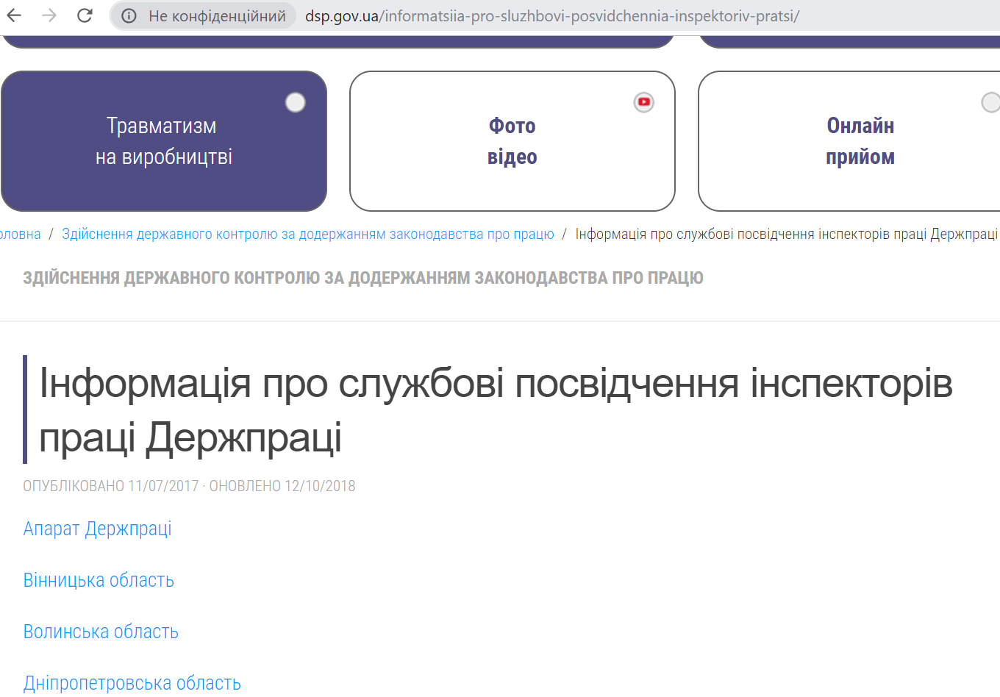 Не конфіденційний dsp.gov.ua/informatsiia-pro-sluzhbovi-posvidchennia-inspektoriv-pratsi/
Травматизм
на виробництві
Фото
відео
Онлайн
прийом
оловна / Здійснення державного контролю за додержанням законодавства про працю / Інформація про службові посвідчення інспекторів праці Держпраці
ЗДІЙСНЕННЯ ДЕРЖАВНОГО КОНТРОЛЮ ЗА ДОДЕРЖАННЯМ ЗАКОНОДАВСТВА ПРО ПРАЦЮ
Інформація про службові посвідчення інспекторів
праці Держпраці
ОПУБЛІКОВАНО 11/07/2017 · ОНОВЛЕНО 12/10/2018
Апарат Держпраці
Вінницька область
Волинська область
Дніпропетровська область